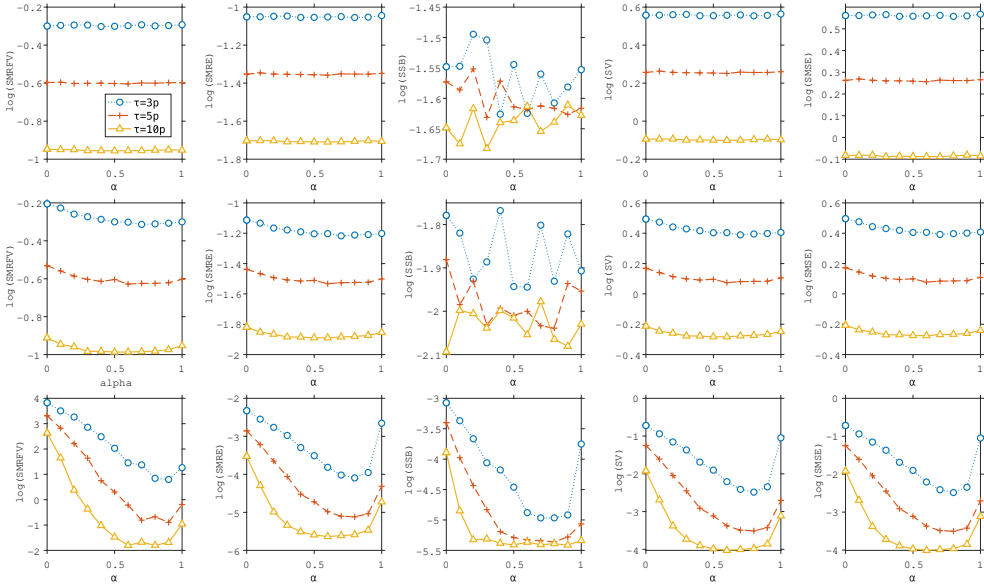 log(SMRFV)
-0.2
-0.4
-0.6
-0.8
-1
τ=3p
τ=5p
τ=10p
0 0.5 1
α
log(SMRE)
-1
-1.2
-1.4
-1.6
-1.8
0 0.5 1
α
log(SSB)
-1.45
-1.5
-1.55
-1.6
-1.65
-1.7
0 0.5 1
α
log(SV)
0.6
0.4
0.2
0
-0.2
0 0.5 1
α
log(SMSE)
0.5
0.4
0.3
0.2
0.1
0.0
-0.1
0 0.5 1
α
log(SMRFV)
-0.2
-0.4
-0.6
-0.8
-1
0 0.5 1
alpha
log(SMRE)
-1
-1.2
-1.4
-1.6
-1.8
-2
0 0.5 1
α
log(SSB)
-1.8
-1.9
-2
-2.1
0 0.5 1
α
log(SV)
0.6
0.4
0.2
0
-0.2
-0.4
0 0.5 1
α
log(SMSE)
0.6
0.4
0.2
0
-0.2
-0.4
0 0.5 1
α
log(SMRFV)
4
3
2
1
0
-1
-2
0 0.5 1
α
log(SMRE)
-2
-3
-4
-5
-6
0 0.5 1
α
log(SSB)
-3
-3.5
-4
-4.5
-5
-5.5
0 0.5 1
α
log(SV)
0
-1
-2
-3
-4
0 0.5 1
α
log(SMSE)
0
-1
-2
-3
-4
0 0.5 1
α